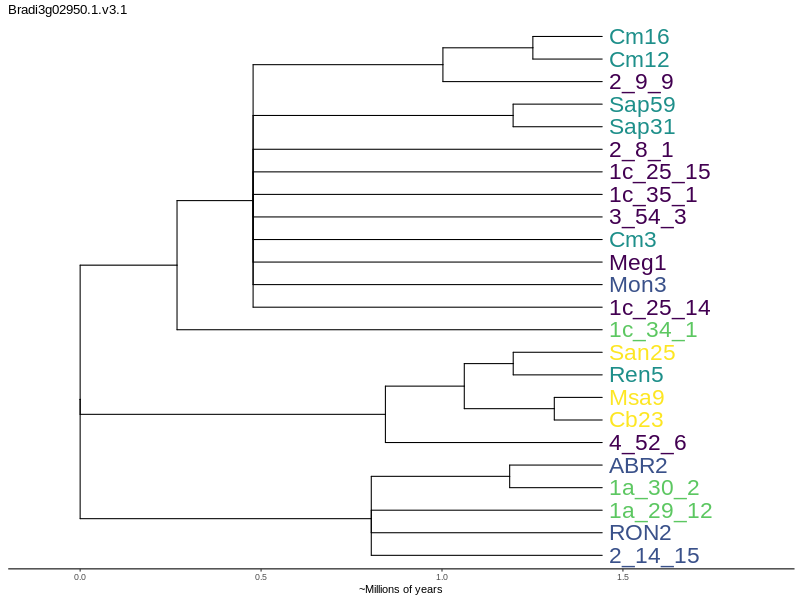 Bradi3g02950.1.v3.1
Cm16
Cm12
2_9_9
Sap59
Sap31
2_8_1
1c_25_15
1c_35_1
3_54_3
Cm3
Meg1
Mon3
1c_25_14
1c_34_1
San25
Ren5
Msa9
Cb23
4_52_6
ABR2
1a_30_2
1a_29_12
RON2
2_14_15
0.0 0.5 1.0 1.5
~Millions of years